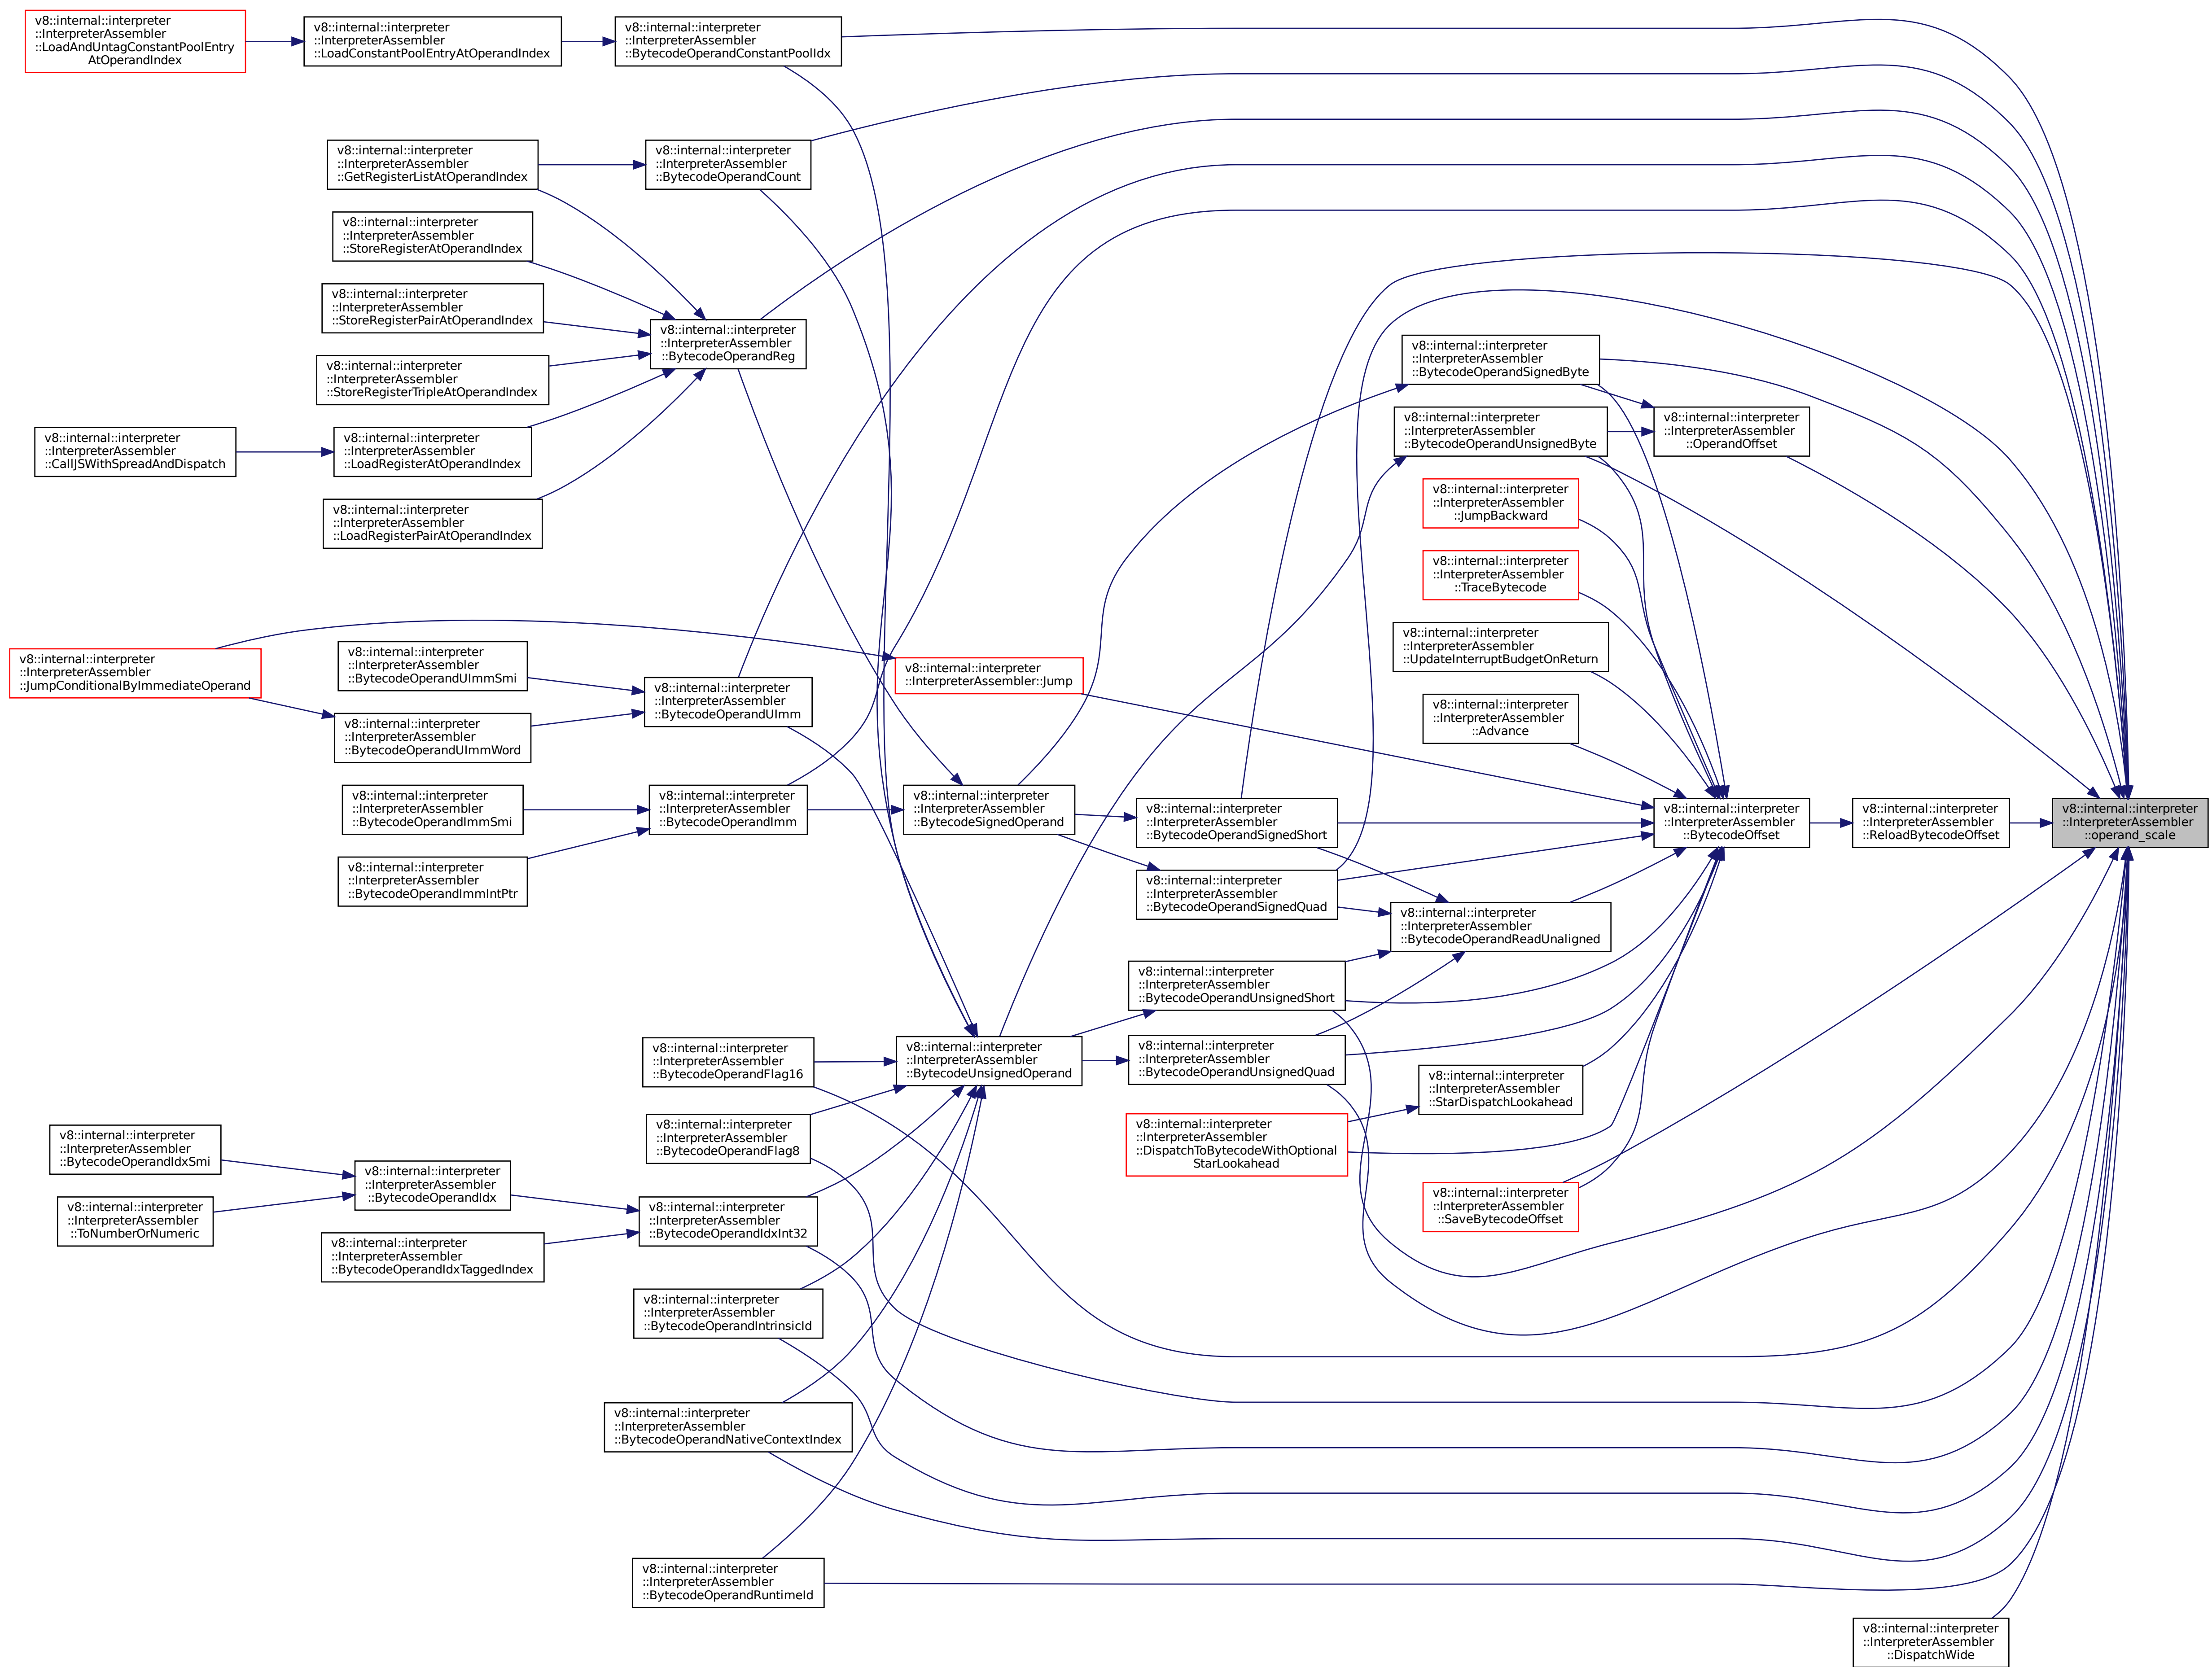 v8::internal::interpreter
::InterpreterAssembler
::LoadAndUntagConstantPoolEntry
AtOperandIndex
v8::internal::interpreter
::InterpreterAssembler
::LoadConstantPoolEntryAtOperandIndex
v8::internal::interpreter
::InterpreterAssembler
::BytecodeOperandConstantPoolIdx
v8::internal::interpreter
::InterpreterAssembler
::GetRegisterListAtOperandIndex
v8::internal::interpreter
::InterpreterAssembler
::BytecodeOperandCount
v8::internal::interpreter
::InterpreterAssembler
::StoreRegisterAtOperandIndex
v8::internal::interpreter
::InterpreterAssembler
::StoreRegisterPairAtOperandIndex
v8::internal::interpreter
::InterpreterAssembler
::BytecodeOperandReg
v8::internal::interpreter
::InterpreterAssembler
::StoreRegisterTripleAtOperandIndex
v8::internal::interpreter
::InterpreterAssembler
::CallJSWithSpreadAndDispatch
v8::internal::interpreter
::InterpreterAssembler
::LoadRegisterAtOperandIndex
v8::internal::interpreter
::InterpreterAssembler
::LoadRegisterPairAtOperandIndex
v8::internal::interpreter
::InterpreterAssembler
::BytecodeOperandSignedByte
v8::internal::interpreter
::InterpreterAssembler
::BytecodeOperandUnsignedByte
v8::internal::interpreter
::InterpreterAssembler
::OperandOffset
v8::internal::interpreter
::InterpreterAssembler
::JumpBackward
v8::internal::interpreter
::InterpreterAssembler
::TraceBytecode
v8::internal::interpreter
::InterpreterAssembler
::UpdateInterruptBudgetOnReturn
v8::internal::interpreter
::InterpreterAssembler
::Advance
v8::internal::interpreter
::InterpreterAssembler
::JumpConditionalByImmediateOperand
v8::internal::interpreter
::InterpreterAssembler
::BytecodeOperandUImmSmi
v8::internal::interpreter
::InterpreterAssembler
::BytecodeOperandUImmWord
v8::internal::interpreter
::InterpreterAssembler
::BytecodeOperandUImm
v8::internal::interpreter
::InterpreterAssembler::Jump
v8::internal::interpreter
::InterpreterAssembler
::BytecodeOperandImmSmi
v8::internal::interpreter
::InterpreterAssembler
::BytecodeOperandImm
v8::internal::interpreter
::InterpreterAssembler
::BytecodeSignedOperand
v8::internal::interpreter
::InterpreterAssembler
::BytecodeOperandSignedShort
v8::internal::interpreter
::InterpreterAssembler
::BytecodeOffset
v8::internal::interpreter
::InterpreterAssembler
::ReloadBytecodeOffset
v8::internal::interpreter
::InterpreterAssembler
::operand_scale
v8::internal::interpreter
::InterpreterAssembler
::BytecodeOperandImmIntPtr
v8::internal::interpreter
::InterpreterAssembler
::BytecodeOperandSignedQuad
v8::internal::interpreter
::InterpreterAssembler
::BytecodeOperandReadUnaligned
v8::internal::interpreter
::InterpreterAssembler
::BytecodeOperandUnsignedShort
v8::internal::interpreter
::InterpreterAssembler
::BytecodeOperandFlag16
v8::internal::interpreter
::InterpreterAssembler
::BytecodeUnsignedOperand
v8::internal::interpreter
::InterpreterAssembler
::BytecodeOperandUnsignedQuad
v8::internal::interpreter
::InterpreterAssembler
::StarDispatchLookahead
v8::internal::interpreter
::InterpreterAssembler
::BytecodeOperandFlag8
v8::internal::interpreter
::InterpreterAssembler
::DispatchToBytecodeWithOptional
StarLookahead
v8::internal::interpreter
::InterpreterAssembler
::BytecodeOperandIdxSmi
v8::internal::interpreter
::InterpreterAssembler
::BytecodeOperandIdx
v8::internal::interpreter
::InterpreterAssembler
::ToNumberOrNumeric
v8::internal::interpreter
::InterpreterAssembler
::BytecodeOperandIdxInt32
v8::internal::interpreter
::InterpreterAssembler
::SaveBytecodeOffset
v8::internal::interpreter
::InterpreterAssembler
::BytecodeOperandIdxTaggedIndex
v8::internal::interpreter
::InterpreterAssembler
::BytecodeOperandIntrinsicId
v8::internal::interpreter
::InterpreterAssembler
::BytecodeOperandNativeContextIndex
v8::internal::interpreter
::InterpreterAssembler
::BytecodeOperandRuntimeId
v8::internal::interpreter
::InterpreterAssembler
::DispatchWide